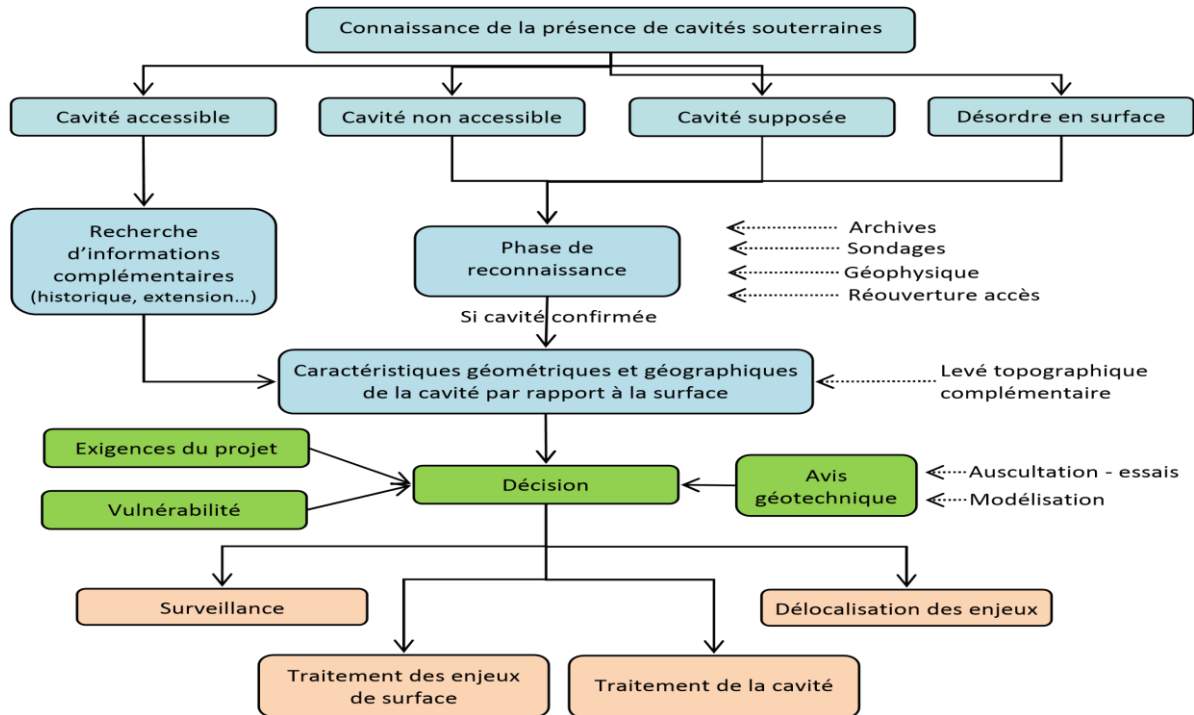 Connaissance de la présence de cavités souterraines
Cavité accessible
Cavité non accessible
Cavité supposée
Désordre en surface
Recherche
d'informations
complémentaires
(historique, extension...)
Phase de
reconnaissance
Archives
Sondages
Géophysique
Réouverture accès
Si cavité confirmée
Caractéristiques géométriques et géographiques
de la cavité par rapport à la surface
Levé topographique
complémentaire
Exigences du projet
Vulnérabilité
Décision
Avis
géotechnique
Auscultation - essais
Modélisation
Surveillance
Délocalisation des enjeux
Traitement des enjeux
de surface
Traitement de la cavité